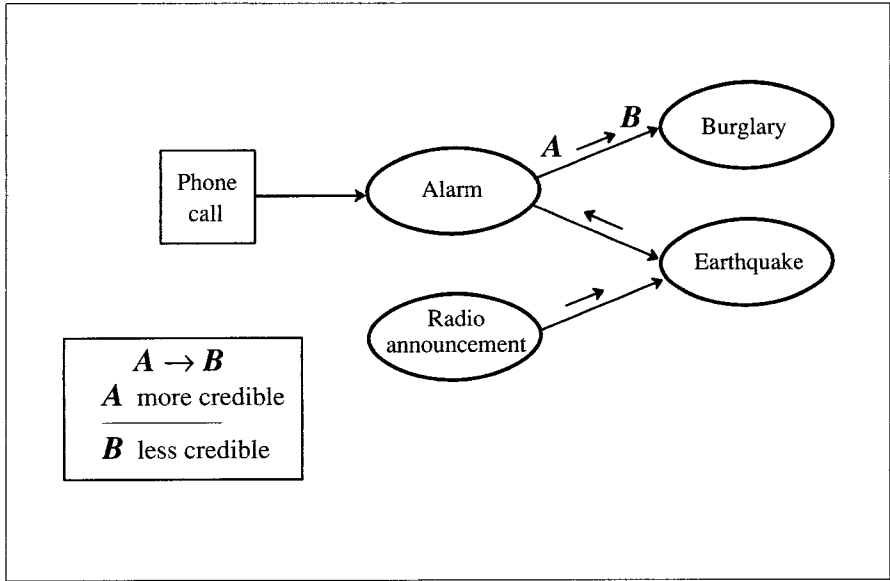 Phone
call
Alarm
A
B
Burglary
Earthquake
Radio
announcement
A → B
A more credible
B less credible